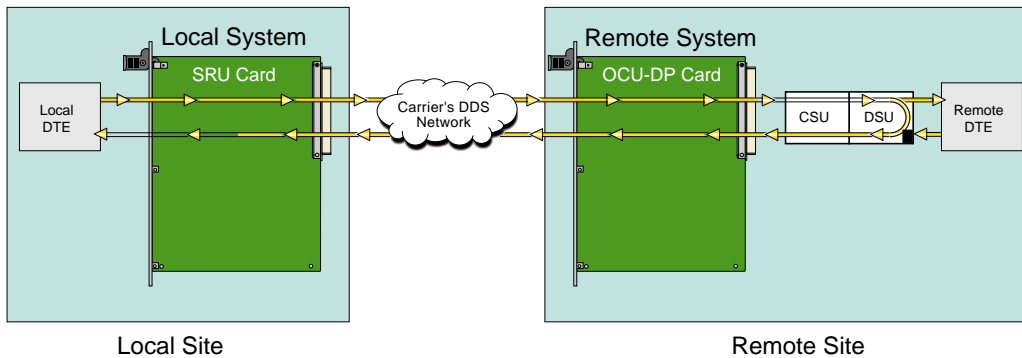 Local System
Remote System
SRU Card
OCU-DP Card
Local
DTE
Carrier's DDS
Network
CSU
DSU
Remote
DTE
Local Site
Remote Site